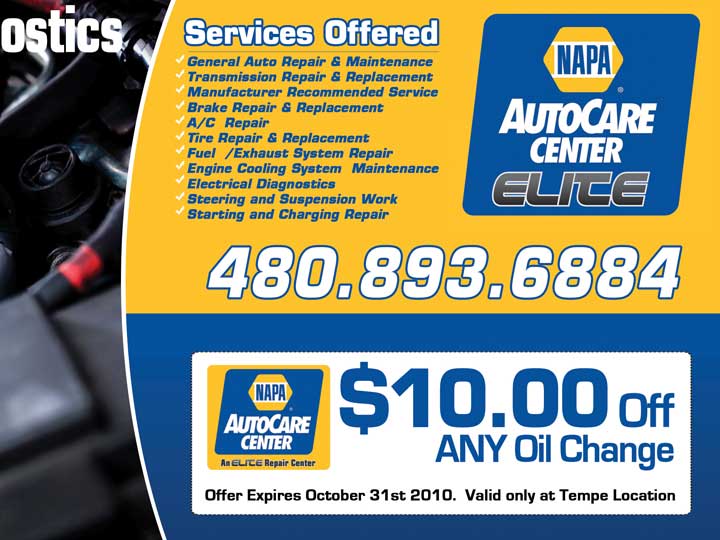 ostics
Services Offered
General Auto Repair & Maintenance
Transmission Repair & Replacement
Manufacturer Recommended Service
Brake Repair & Replacement
A/C Repair
Tire Repair & Replacement
Fuel /Exhaust System Repair
Engine Cooling System Maintenance
Electrical Diagnostics
Steering and Suspension Work
Starting and Charging Repair
NAPA
®
AUTOCARE
CENTER
ELITE
480.893.6884
NAPA
AUTOCARE
CENTER
An ELITE Repair Center
$10.00 Off
ANY Oil Change
Offer Expires October 31st 2010. Valid only at Tempe Location